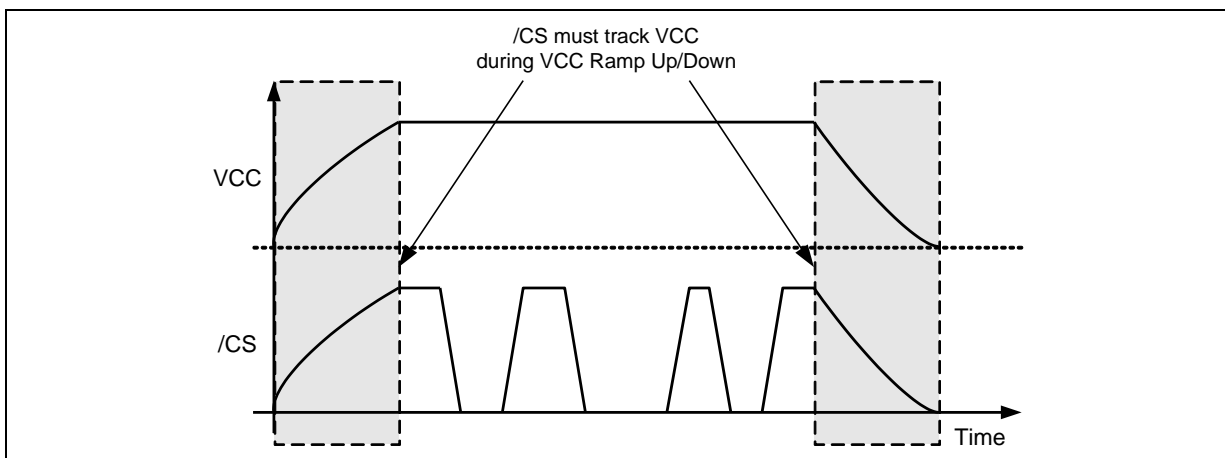 /CS must track VCC
during VCC Ramp Up/Down
VCC
/CS
Time